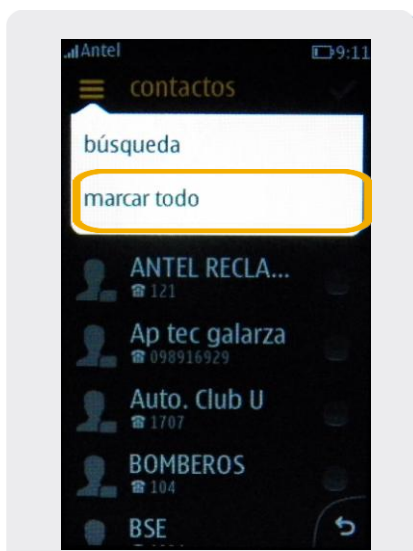 Antel 9:11
contactos
búsqueda
marcar todo
ANTEL RECLA...
121
Ap tec galarza
098916929
Auto. Club U
1707
BOMBEROS
104
BSE